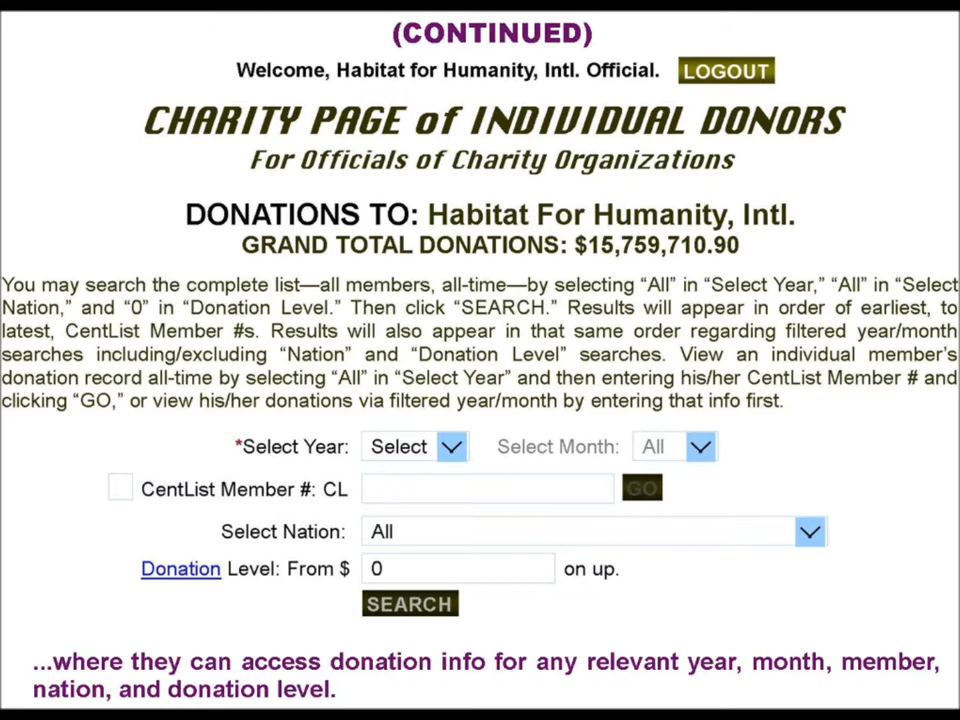 (CONTINUED)
Welcome, Habitat for Humanity, Intl. Official. LOGOUT
CHARITY PAGE of INDIVIDUAL DONORS
For Officials of Charity Organizations
DONATIONS TO: Habitat For Humanity, Intl.
GRAND TOTAL DONATIONS: $15,759,710.90
You may search the complete list—all members, all-time—by selecting “All” in “Select Year,” “All” in “Select
Nation,” and “0” in “Donation Level.” Then click “SEARCH.” Results will appear in order of earliest, to
latest, CentList Member #s. Results will also appear in that same order regarding filtered year/month
searches including/excluding “Nation” and “Donation Level” searches. View an individual member’s
donation record all-time by selecting “All” in “Select Year” and then entering his/her CentList Member # and
clicking “GO,” or view his/her donations via filtered year/month by entering that info first.
*Select Year: Select Select Month: All
CentList Member #: CL GO
Select Nation: All
Donation Level: From $ 0 on up.
SEARCH
...where they can access donation info for any relevant year, month, member,
nation, and donation level.